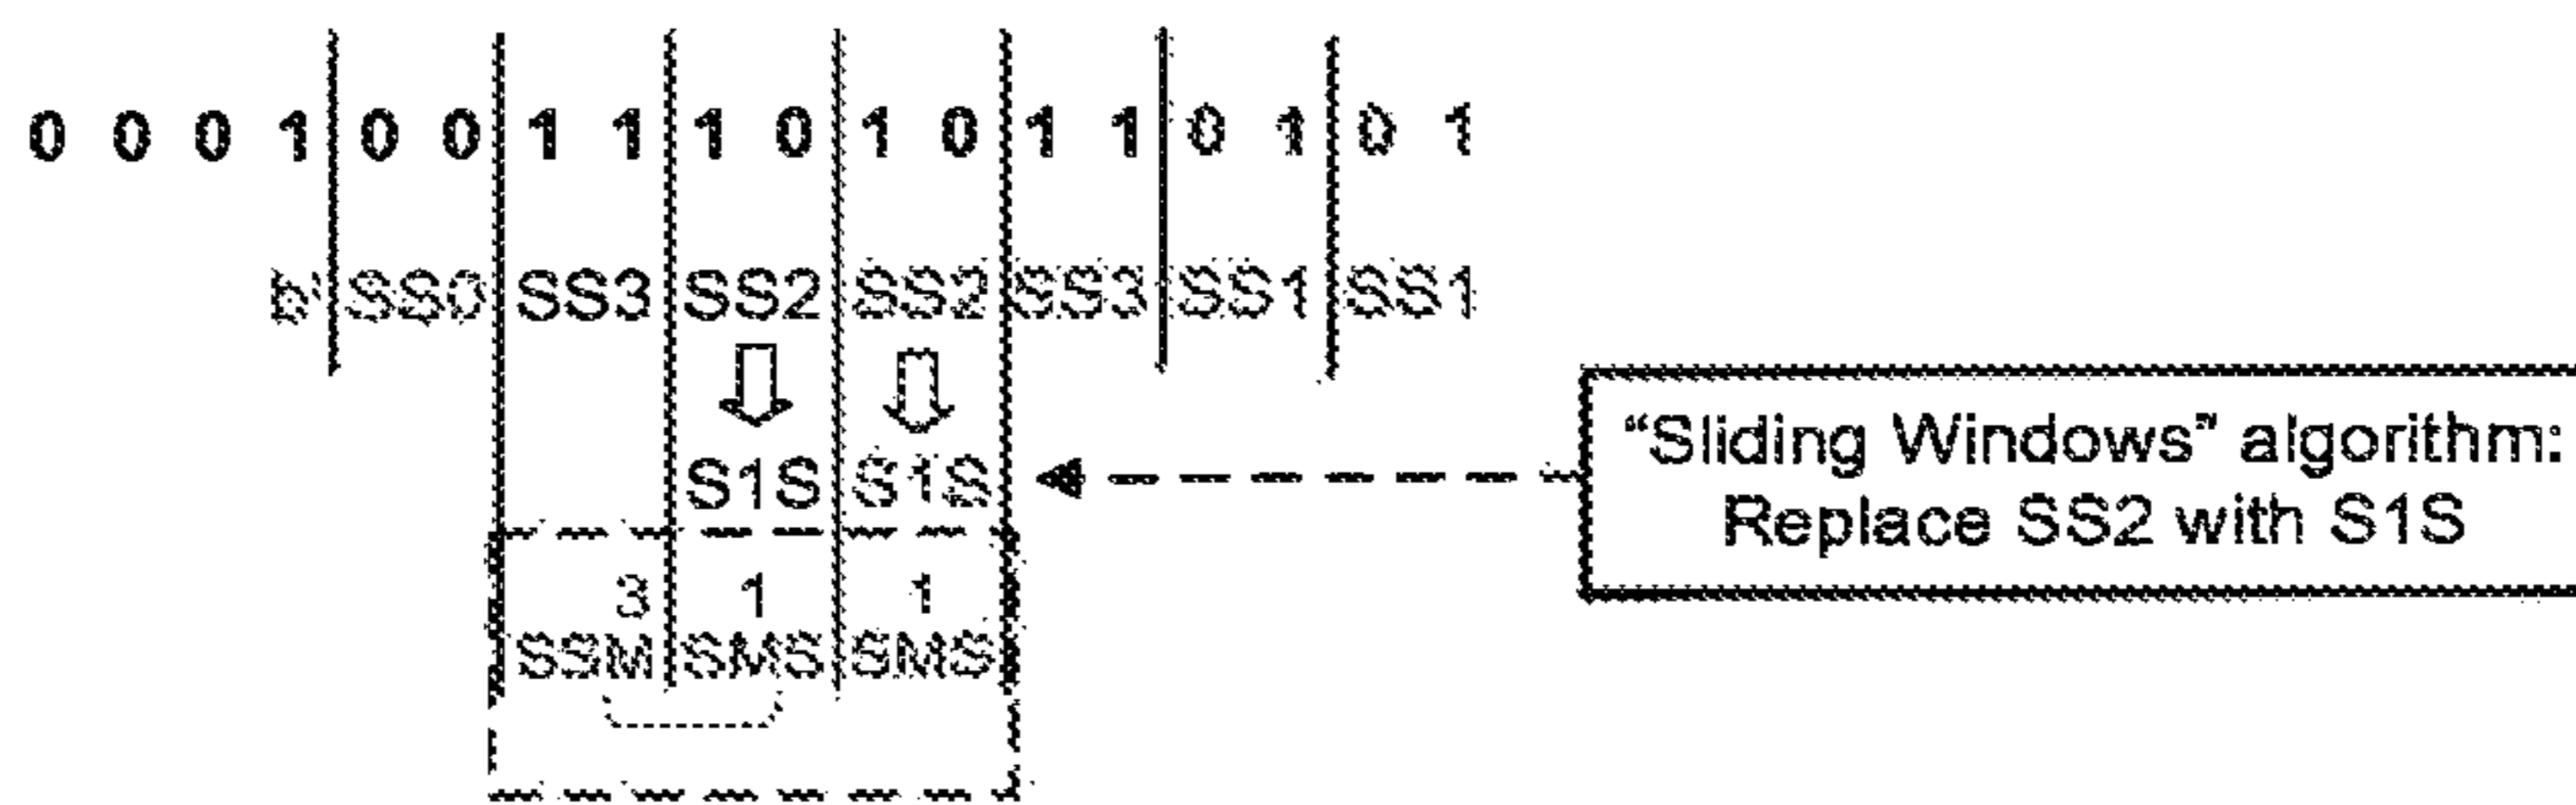 0 0 0 1 0 0 1 1 1 0 1 0 1 1 0 1 0 1
SS0 SS3 SS2 SS2 SS3 SS1 SS1
S1S S1S
"Sliding Windows" algorithm:
Replace SS2 with S1S
3 1 1
SSM SMS SMS